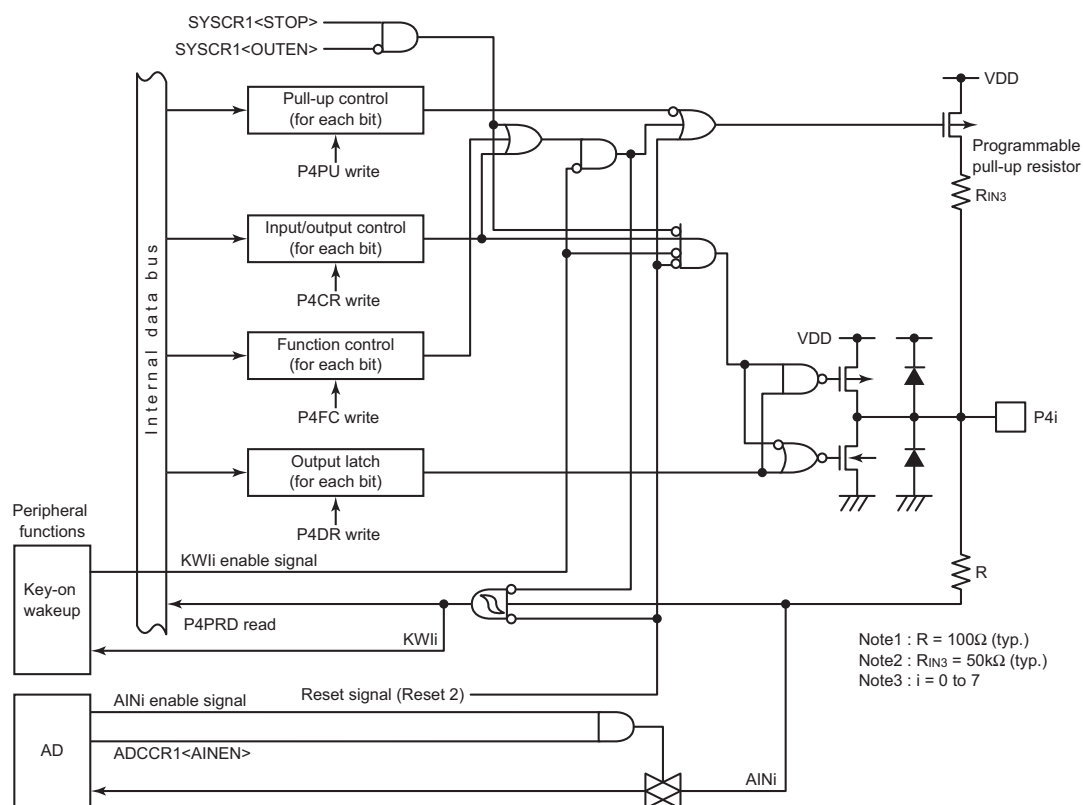 SYSCR1<STOP>
SYSCR1<OUTEN>
VDD
Pull-up control
(for each bit)
P4PU write
Programmable
pull-up resistor
RIN3
Input/output control
(for each bit)
P4CR write
Internal data bus
Function control
(for each bit)
P4FC write
VDD
P4i
Output latch
(for each bit)
P4DR write
Peripheral
functions
KWIi enable signal
Key-on
wakeup
R
P4PRD read
KWIi
Note1 : R = 100Ω (typ.)
Note2 : RIN3 = 50kΩ (typ.)
Note3 : i = 0 to 7
Reset signal (Reset 2)
AINi enable signal
AD
ADCCR1<AINEN>
AINi